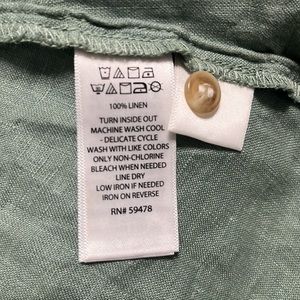 100% LINEN
TURN INSIDE OUT
MACHINE WASH COOL
- DELICATE CYCLE
WASH WITH LIKE COLORS
ONLY NON-CHLORINE
BLEACH WHEN NEEDED
LINE DRY
LOW IRON IF NEEDED
IRON ON REVERSE
RN# 59478